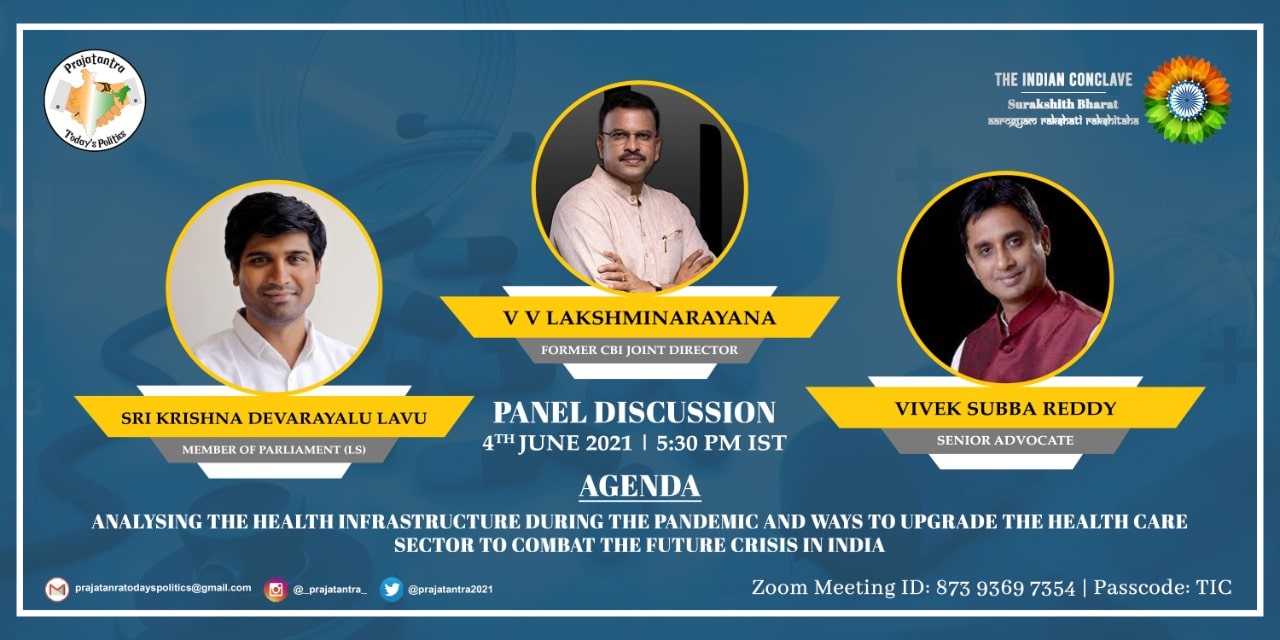 Prajatantra
Today's Politics
THE INDIAN CONCLAVE
Surakshith Bharat
aarogyam rakshati rakshitaha
V V LAKSHMINARAYANA
FORMER CBI JOINT DIRECTOR
SRI KRISHNA DEVARAYALU LAVU
MEMBER OF PARLIAMENT (LS)
VIVEK SUBBA REDDY
SENIOR ADVOCATE
PANEL DISCUSSION
4TH JUNE 2021 | 5:30 PM IST
AGENDA
ANALYSING THE HEALTH INFRASTRUCTURE DURING THE PANDEMIC AND WAYS TO UPGRADE THE HEALTH CARE
SECTOR TO COMBAT THE FUTURE CRISIS IN INDIA
prajatanratodayspolitics@gmail.com @_prajatantra_ @prajatantra2021
Zoom Meeting ID: 873 9369 7354 | Passcode: TIC